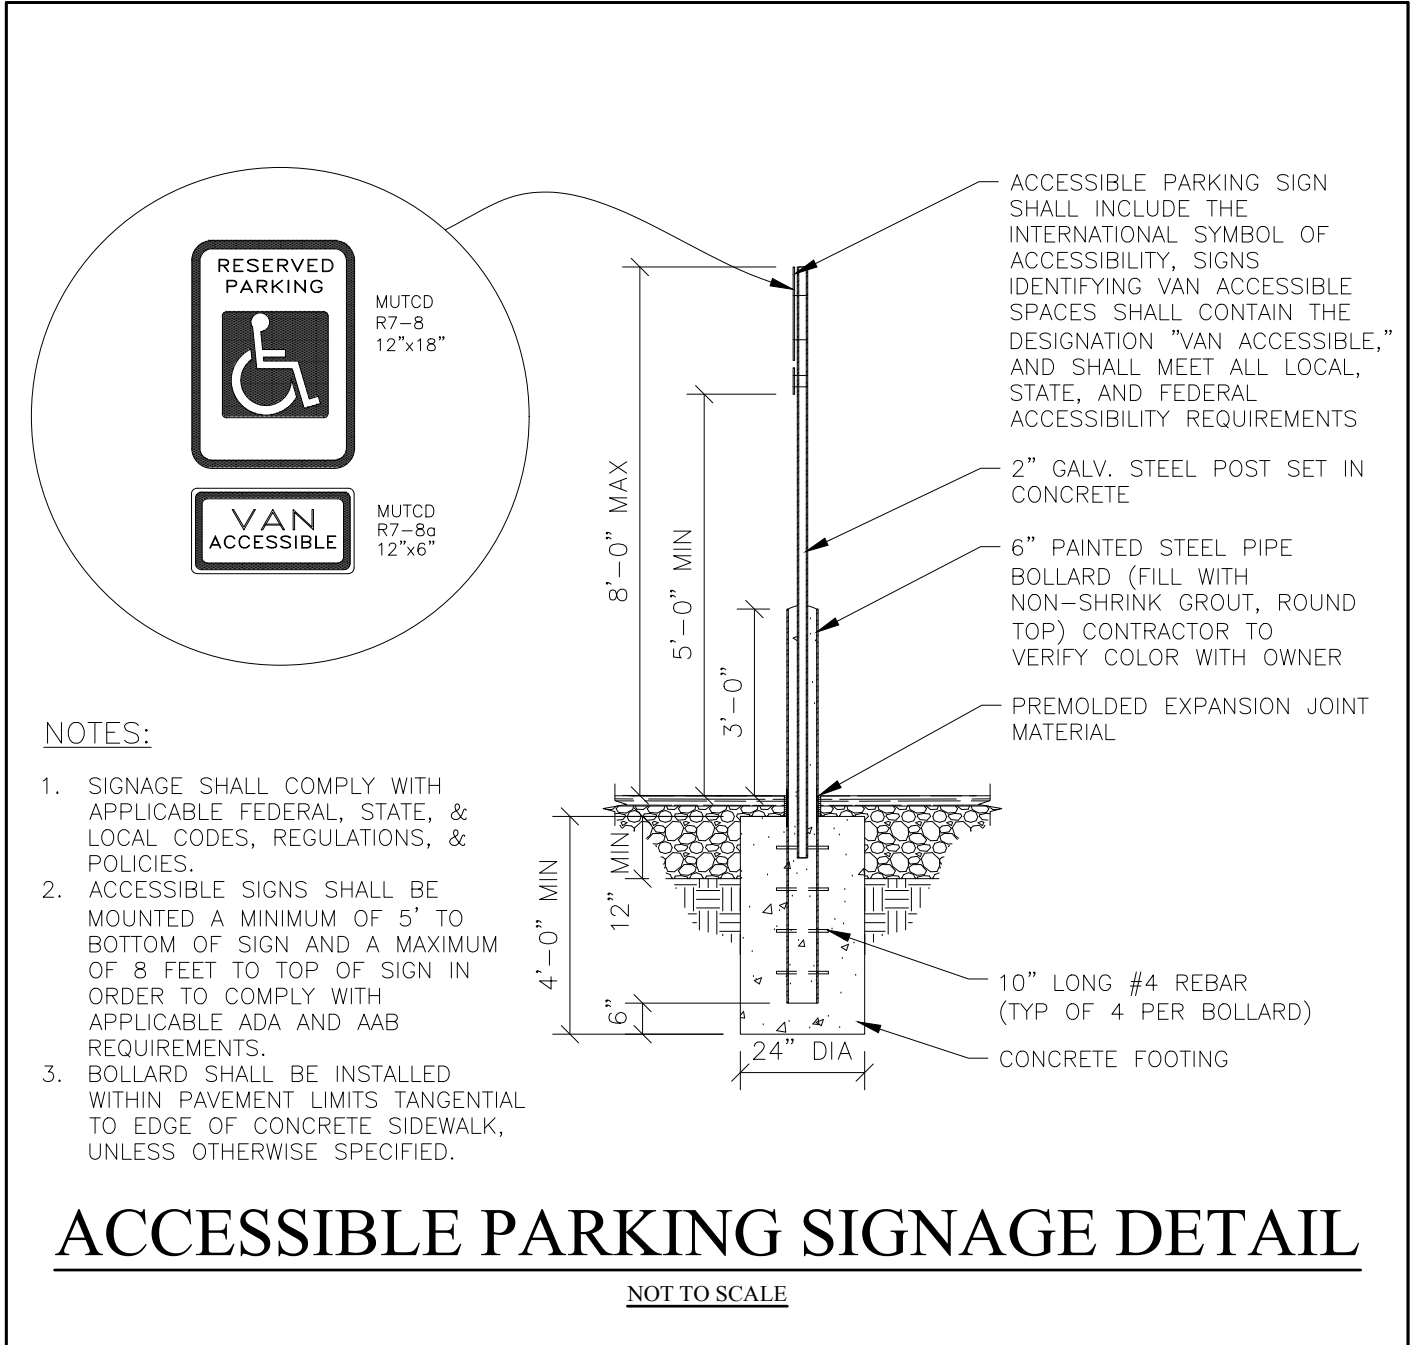 RESERVED
PARKING
MUTCD
R7-8
12"x18"
VAN
ACCESSIBLE
MUTCD
R7-8a
12"x6"
ACCESSIBLE PARKING SIGN
SHALL INCLUDE THE
INTERNATIONAL SYMBOL OF
ACCESSIBILITY, SIGNS
IDENTIFYING VAN ACCESSIBLE
SPACES SHALL CONTAIN THE
DESIGNATION "VAN ACCESSIBLE,"
AND SHALL MEET ALL LOCAL,
STATE, AND FEDERAL
ACCESSIBILITY REQUIREMENTS
2" GALV. STEEL POST SET IN
CONCRETE
6" PAINTED STEEL PIPE
BOLLARD (FILL WITH
NON-SHRINK GROUT, ROUND
TOP) CONTRACTOR TO
VERIFY COLOR WITH OWNER
PREMOLDED EXPANSION JOINT
MATERIAL
10" LONG #4 REBAR
(TYP OF 4 PER BOLLARD)
CONCRETE FOOTING
8'-0" MAX
5'-0" MIN
3'-0"
4'-0" MIN
12" MIN
6"
24" DIA
NOTES:
1. SIGNAGE SHALL COMPLY WITH
APPLICABLE FEDERAL, STATE, &
LOCAL CODES, REGULATIONS, &
POLICIES.
2. ACCESSIBLE SIGNS SHALL BE
MOUNTED A MINIMUM OF 5' TO
BOTTOM OF SIGN AND A MAXIMUM
OF 8 FEET TO TOP OF SIGN IN
ORDER TO COMPLY WITH
APPLICABLE ADA AND AAB
REQUIREMENTS.
3. BOLLARD SHALL BE INSTALLED
WITHIN PAVEMENT LIMITS TANGENTIAL
TO EDGE OF CONCRETE SIDEWALK,
UNLESS OTHERWISE SPECIFIED.
ACCESSIBLE PARKING SIGNAGE DETAIL
NOT TO SCALE